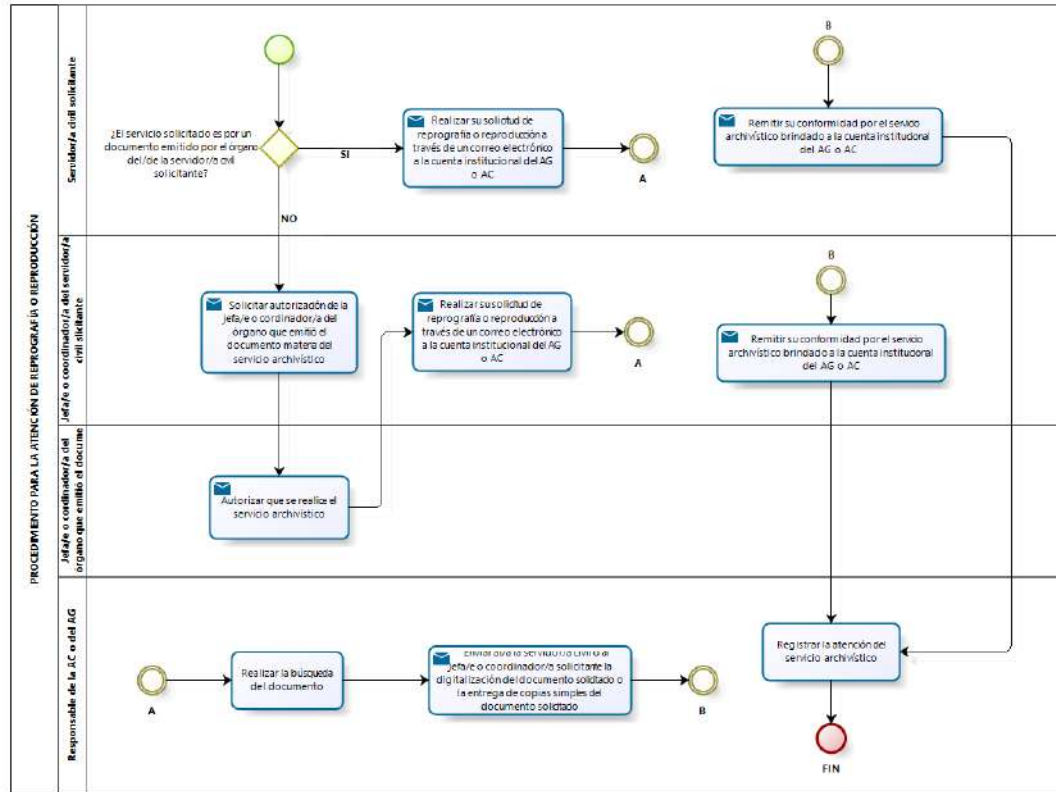 PROCEDIMIENTO PARA LA ATENCIÓN DE REPROGRAFÍA O REPRODUCCIÓN
Servidor/a civil solicitante
¿El servicio solicitado es por un
documento emitido por el órgano
del/de la servidor/a civil
solicitante?
SI
NO
Realizar su solicitud de
reprografía o reproducción a
través de un correo electrónico
a la cuenta institucional del AG
o AC
A
B
Remitir su conformidad por el servicio
archivístico brindado a la cuenta institucional
del AG o AC
Jefa/e o coordinador/a del servidor/a
civil slicitante
Solicitar autorización de la
Jefa/e o cordinador/a del
órgano que emitió el
documento matera del
servicio archivístico
Realizar su solicitud de
reprografía o reproducción a
través de un correo electrónico
a la cuenta institucional del AG
o AC
A
B
Remitir su conformidad por el servicio
archivístico brindado a la cuenta institucional
del AG o AC
Jefa/e o cordinador/a del
órgano que emitió el docume
Autorizar que se realice el
servicio archivístico
Responsable de la AC o del AG
A
Realizar la búsqueda
del documento
Jefa/e o coordinador/a solicitante la
digitalización del documento solicitado o
la entrega de copias simples del
documento solicitado
B
Registrar la atención del
servicio archivístico
FIN